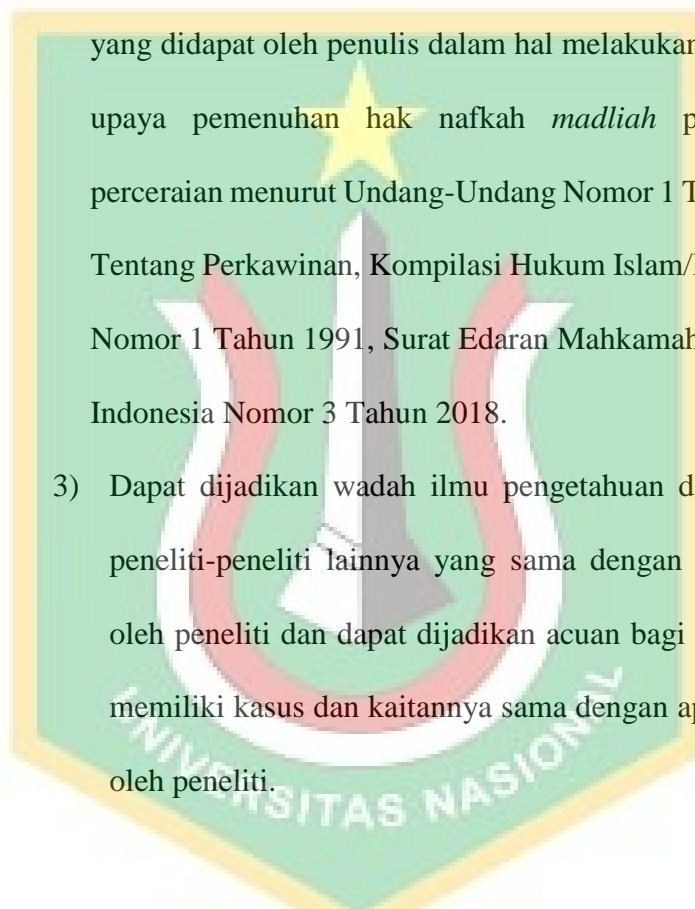 yang didapat oleh penulis dalam hal melakukan
upaya pemenuhan hak nafkah madliah
perceraian menurut Undang-Undang Nomor 1
Tentang Perkawinan, Kompilasi Hukum Islam/
Nomor 1 Tahun 1991, Surat Edaran Mahkamah
Indonesia Nomor 3 Tahun 2018.
3) Dapat dijadikan wadah ilmu pengetahuan
peneliti-peneliti lainnya yang sama dengan
oleh peneliti dan dapat dijadikan acuan bagi
memiliki kasus dan kaitannya sama dengan
oleh peneliti.
UNIVERSITAS NASIONAL